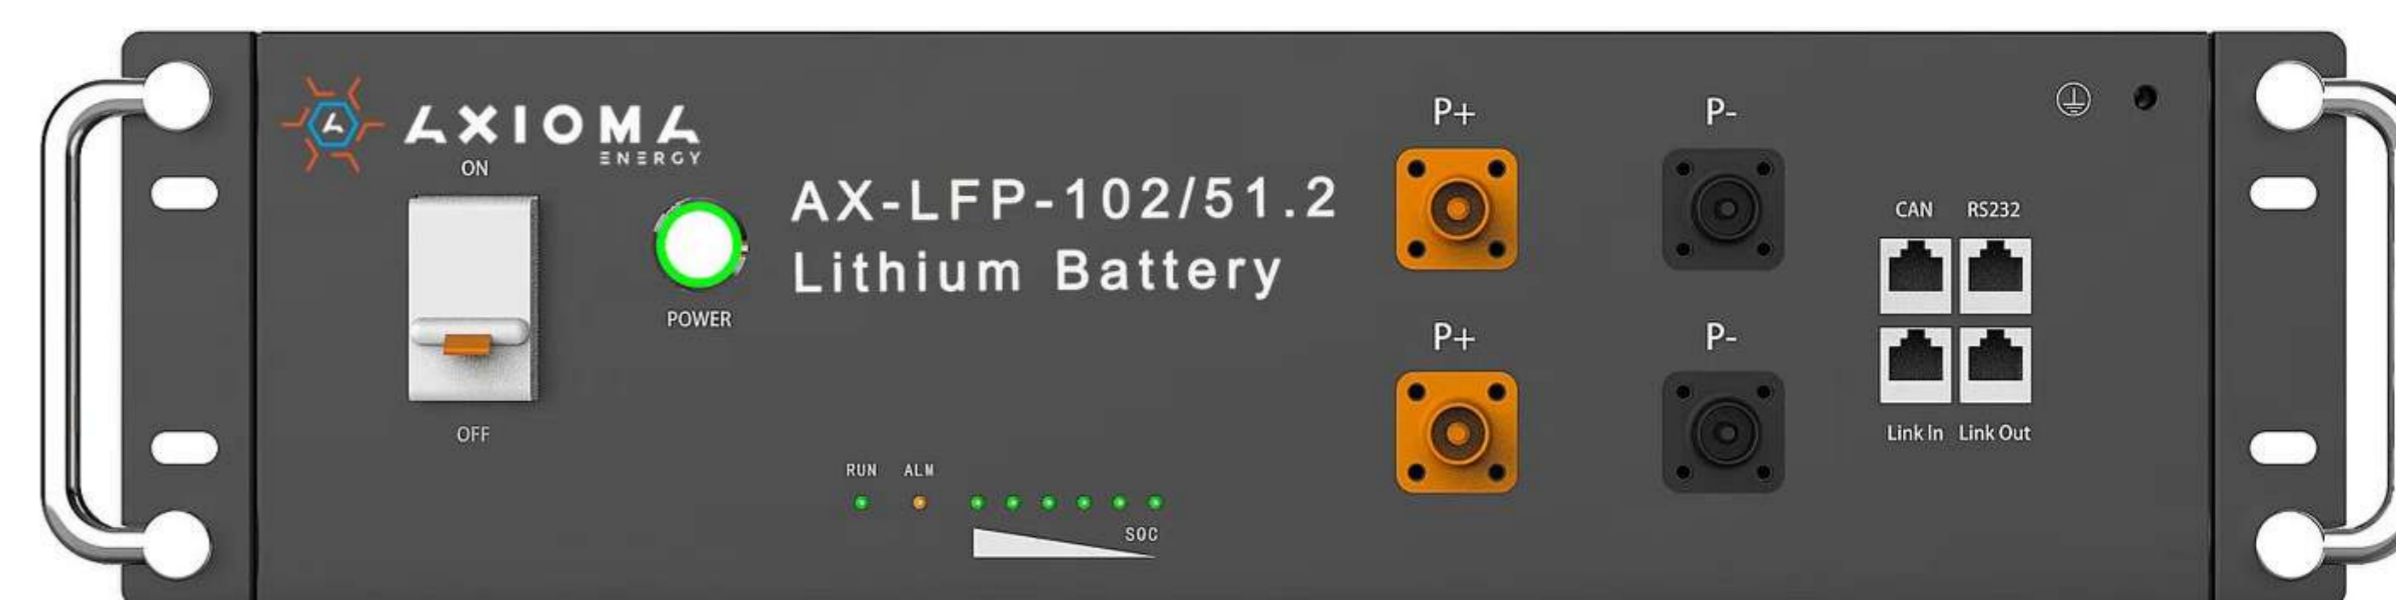 AXIOMA
ENERGY
ON
OFF
POWER
AX-LFP-102/51.2
Lithium Battery
RUN ALM
SOC
P+ P-
P+ P-
CAN RS232
Link In Link Out